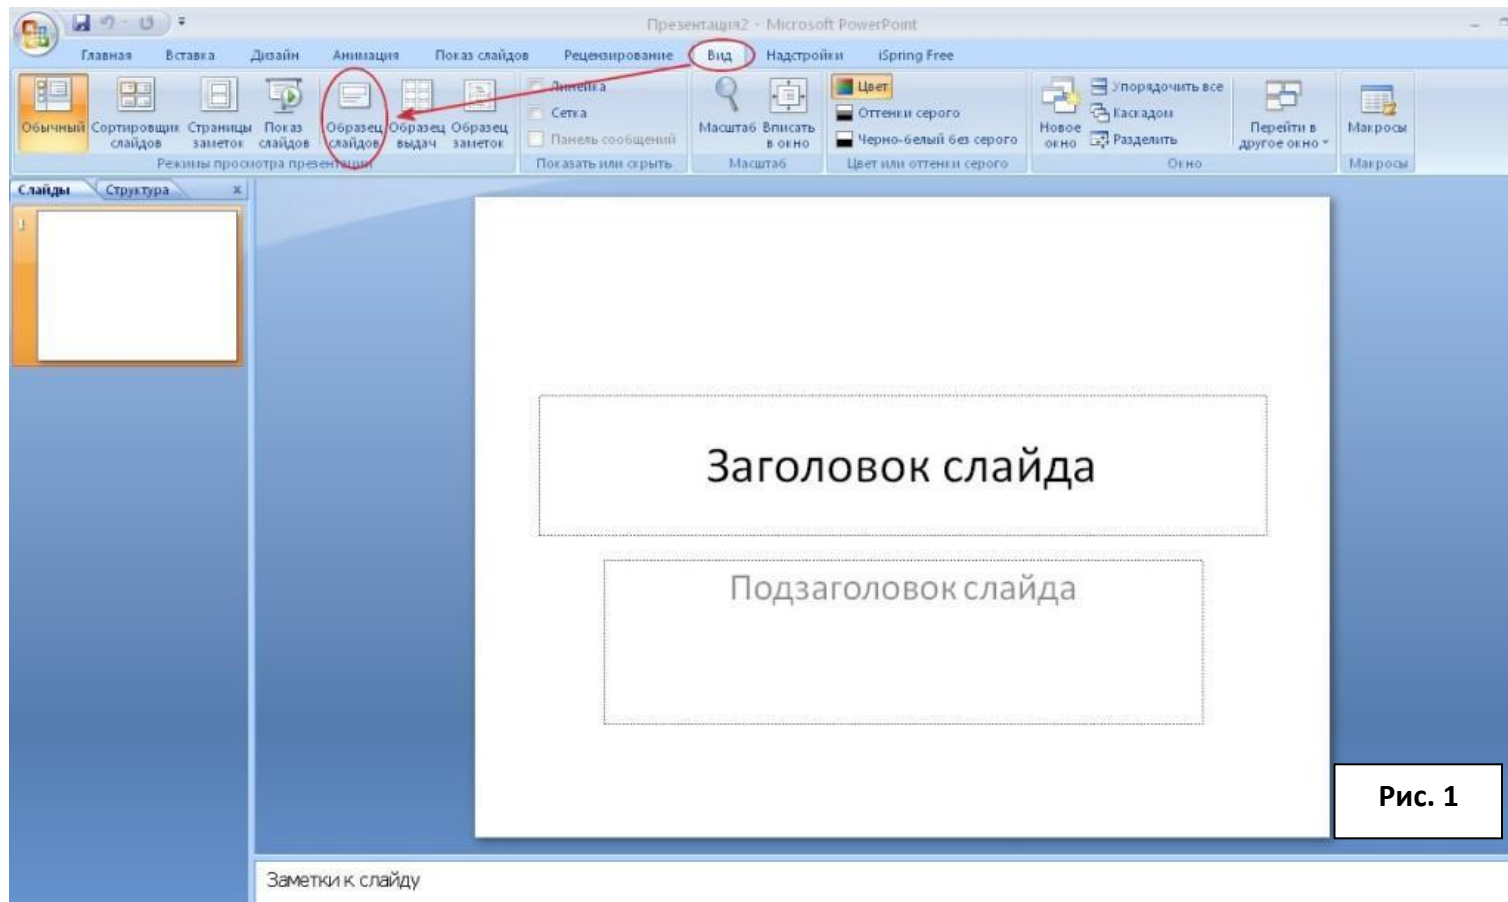 Презентация2 - Microsoft PowerPoint
Главная Вставка Дизайн Анимация Показ слайдов Рецензирование Вид Надстройки iSpring Free
Обычный
Сортировщик слайдов
Страницы заметок
Показ слайдов
Образец слайдов
Образец выдач
Образец заметок
Режимы просмотра презентации
Линейка
Сетка
Панель сообщений
Показать или скрыть
Масштаб
Вписать в окно
Масштаб
Цвет
Оттенки серого
Черно-белый без серого
Цвет или оттенки серого
Новое окно
Упорядочить все
Каскадом
Разделить
Перейти в другое окно
Окно
Макросы
Макросы
Слайды Структура x
1
Заголовок слайда
Подзаголовок слайда
Рис. 1
Заметки к слайду